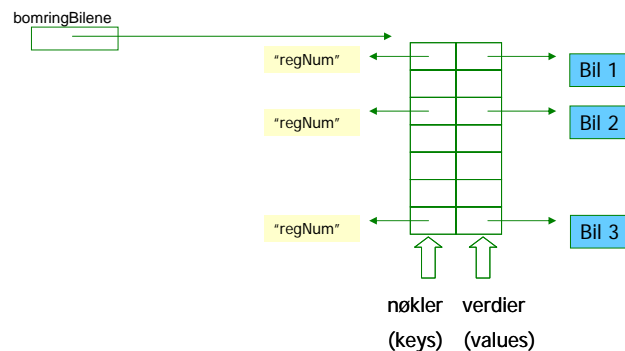 bomringBilene
“regNum” Bil 1
“regNum” Bil 2
“regNum” Bil 3
nøkler verdier
(keys) (values)